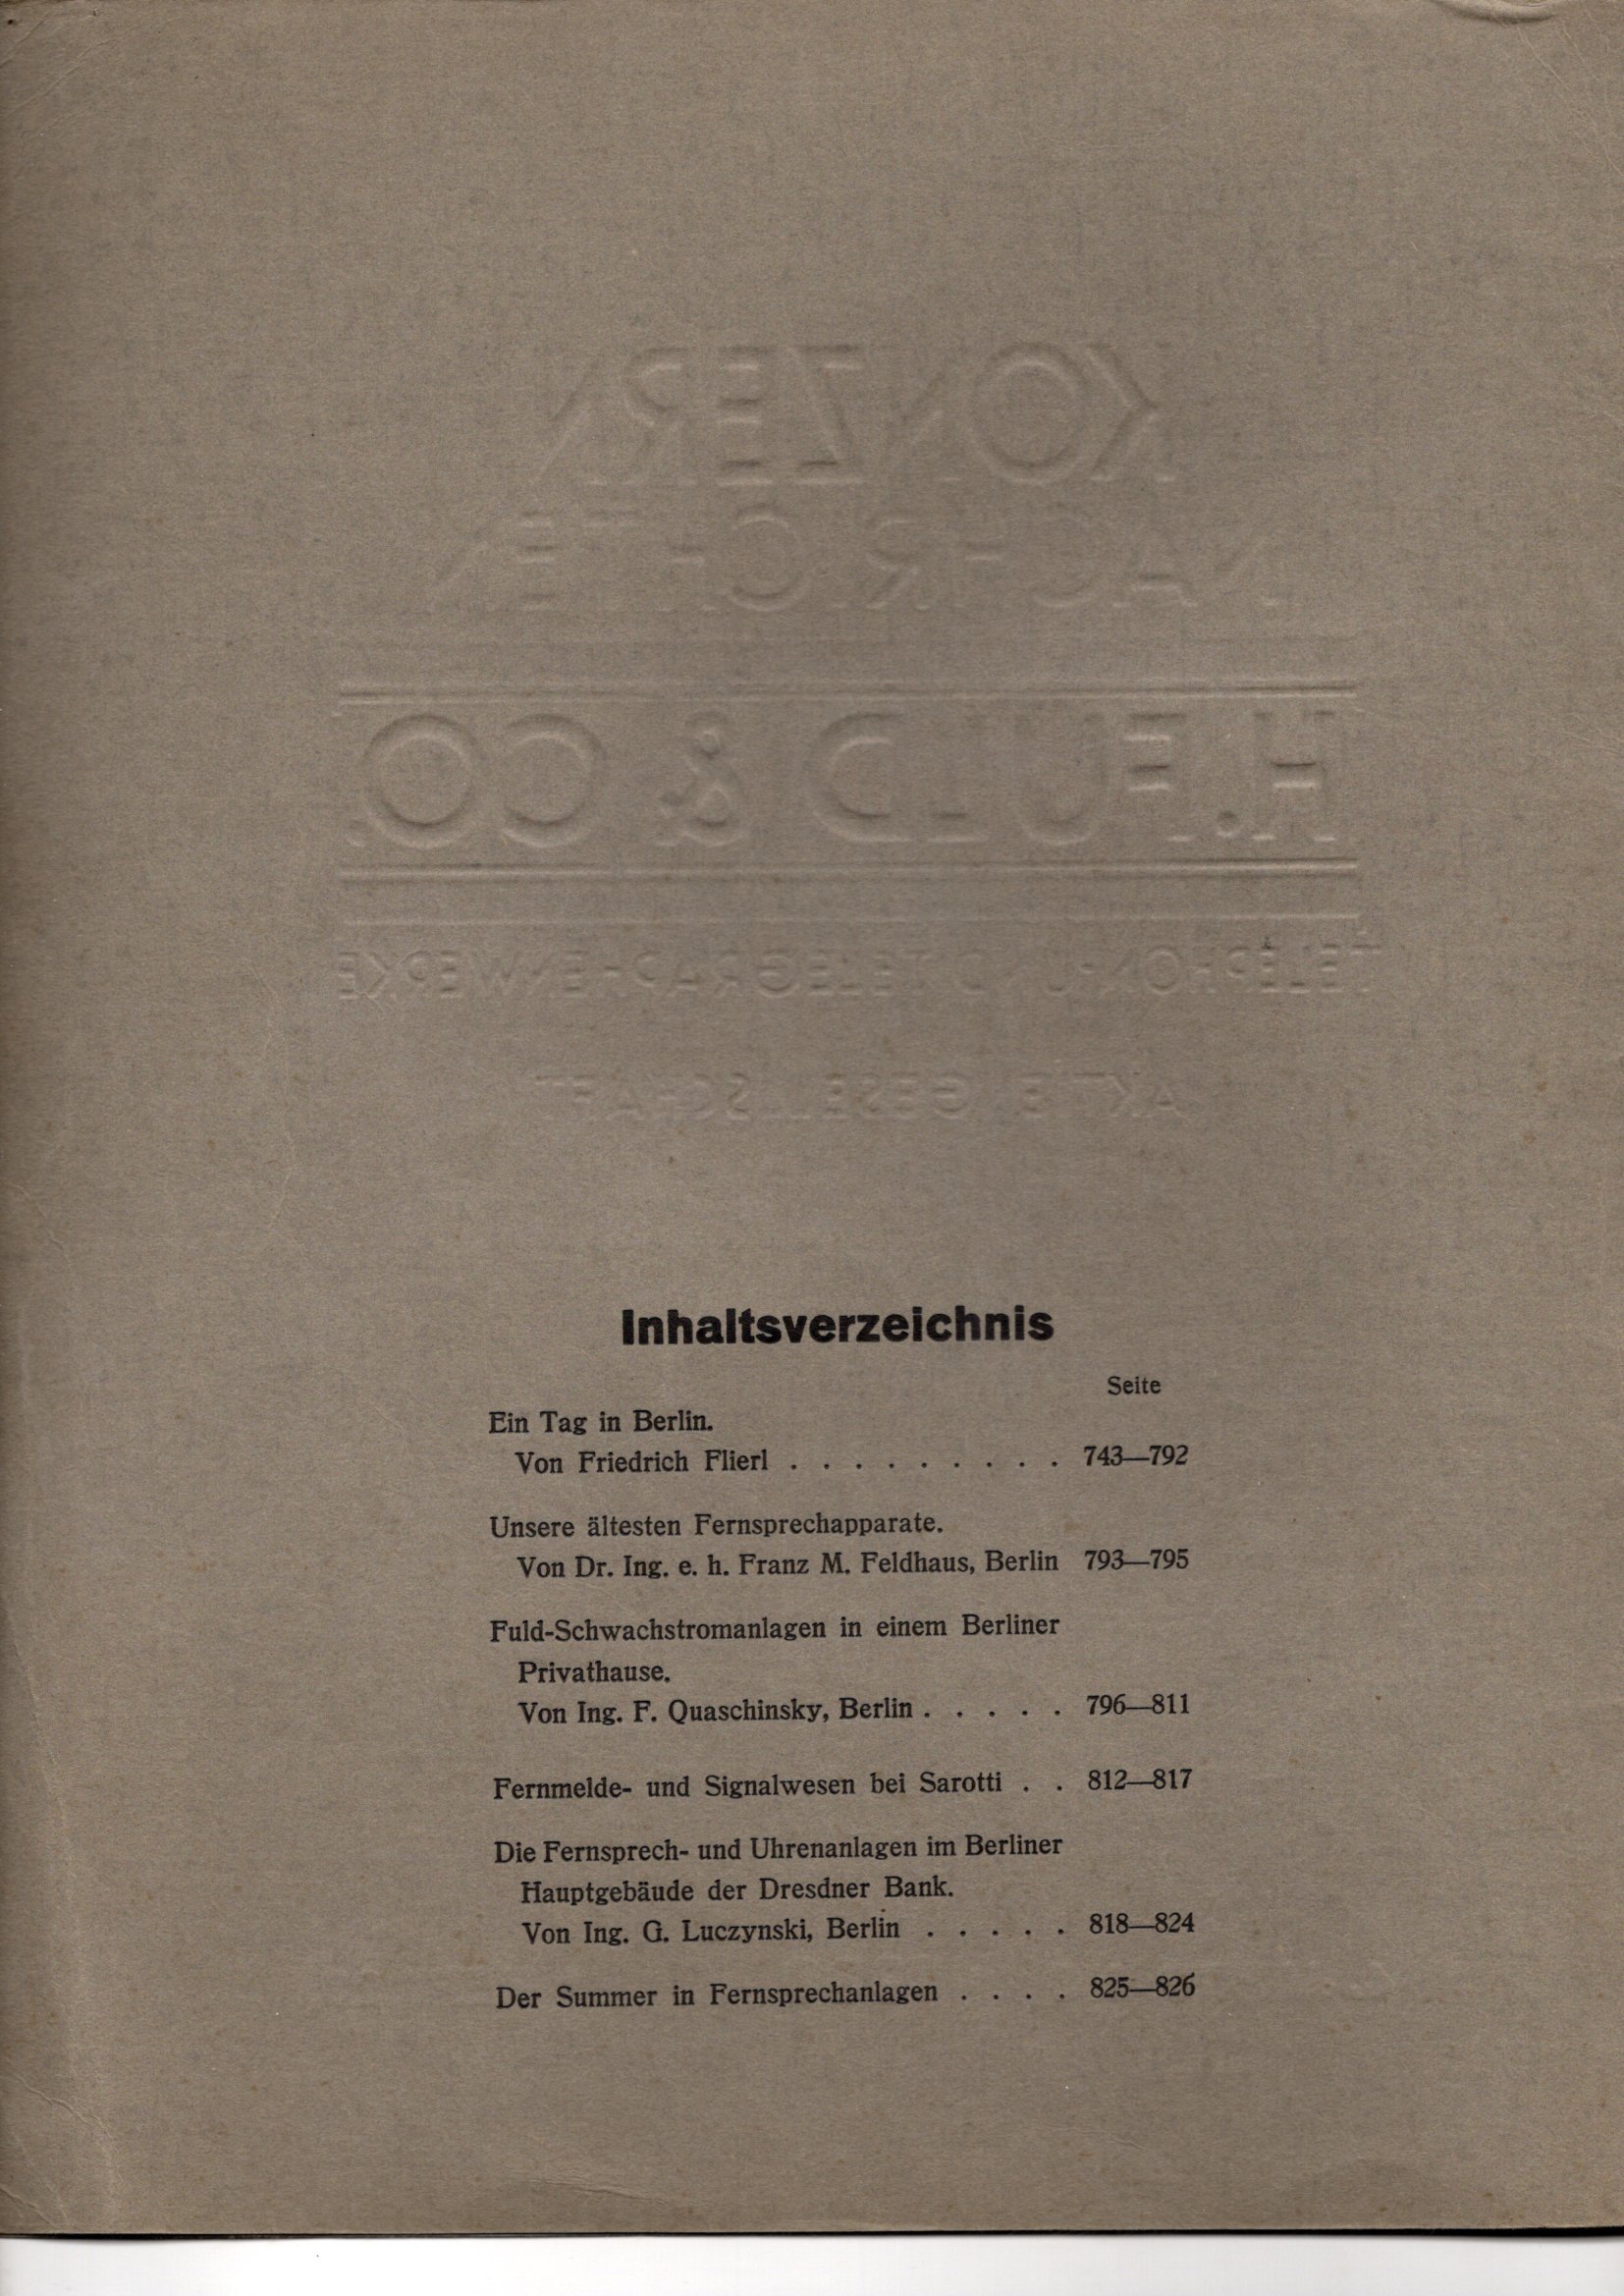 KONZERN
NACHRICHTEN
H. FULD & CO.
TELEPHON- UND TELEGRAPHENWERKE
AKTIENGESELLSCHAFT
Inhaltsverzeichnis
Seite
Ein Tag in Berlin.
Von Friedrich Flierl . . . . . . . . . 743—792
Unsere ältesten Fernsprechapparate.
Von Dr. Ing. e. h. Franz M. Feldhaus, Berlin 793—795
Fuld-Schwachstromanlagen in einem Berliner
Privathause.
Von Ing. F. Quaschinsky, Berlin . . . . . 796—811
Fernmelde- und Signalwesen bei Sarotti . . 812—817
Die Fernsprech- und Uhrenanlagen im Berliner
Hauptgebäude der Dresdner Bank.
Von Ing. G. Luczynski, Berlin . . . . . 818—824
Der Summer in Fernsprechanlagen . . . . 825—826